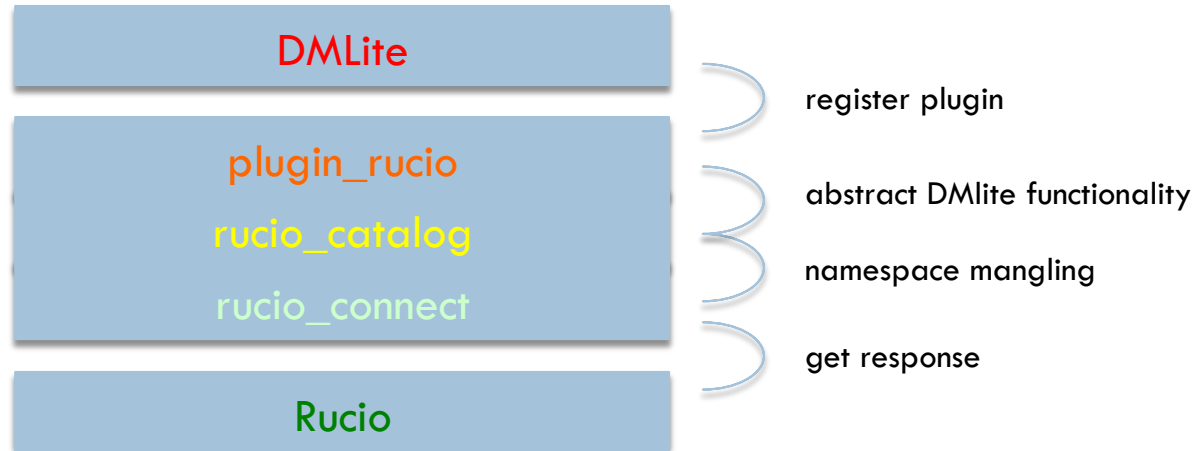 DMLite
register plugin
plugin_rucio
abstract DMlite functionality
rucio_catalog
namespace mangling
rucio_connect
get response
Rucio